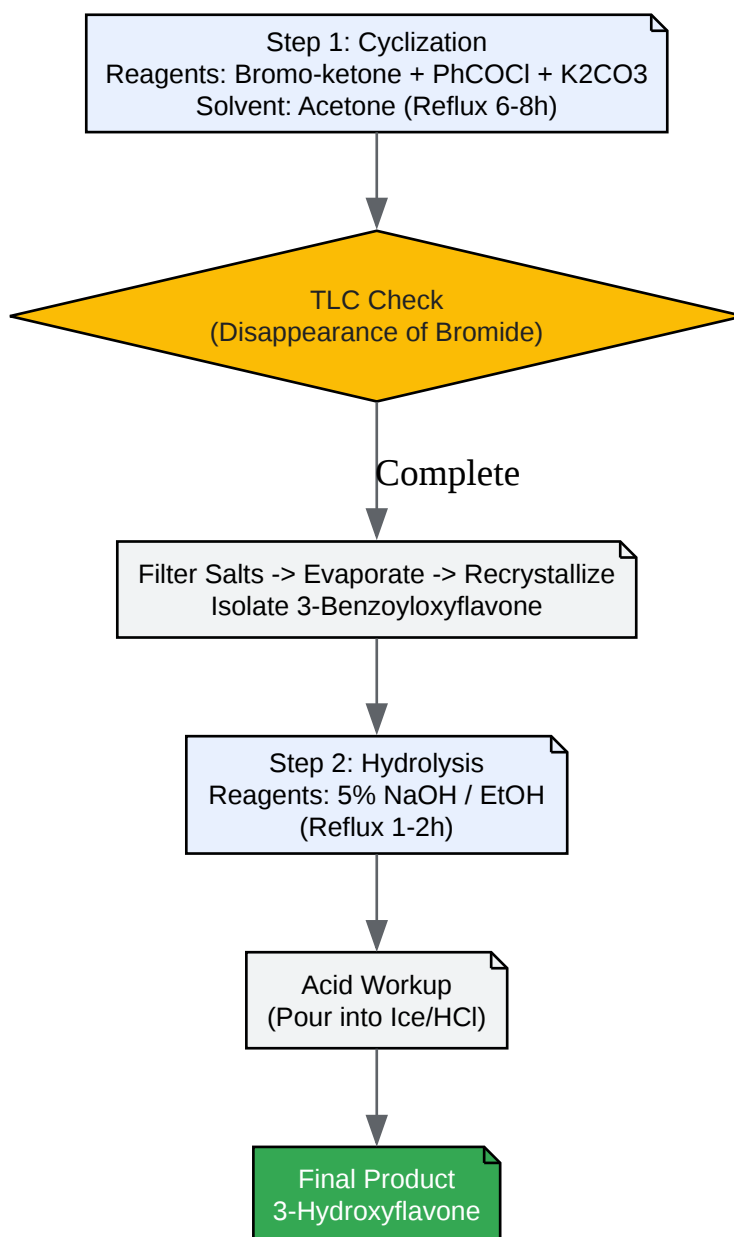 Step 1: Cyclization
Reagents: Bromo-ketone + PhCOCl + K2CO3
Solvent: Acetone (Reflux 6-8h)
TLC Check
(Disappearance of Bromide)
Complete
Filter Salts -> Evaporate -> Recrystallize
Isolate 3-Benzoyloxyflavone
Step 2: Hydrolysis
Reagents: 5% NaOH / EtOH
(Reflux 1-2h)
Acid Workup
(Pour into Ice/HCl)
Final Product
3-Hydroxyflavone